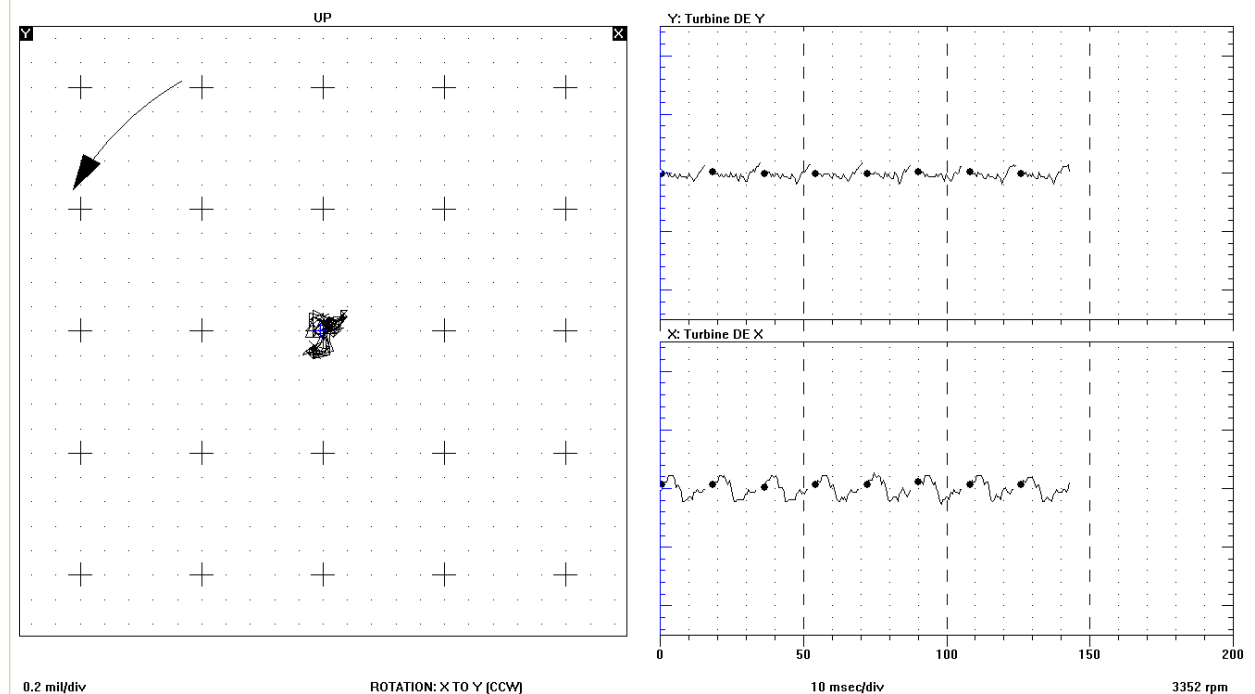 UP
Y
X
Y: Turbine DE Y
X: Turbine DE X
0
50
100
150
200
0.2 mil/div
ROTATION: X TO Y (CCW)
10 msec/div
3352 rpm